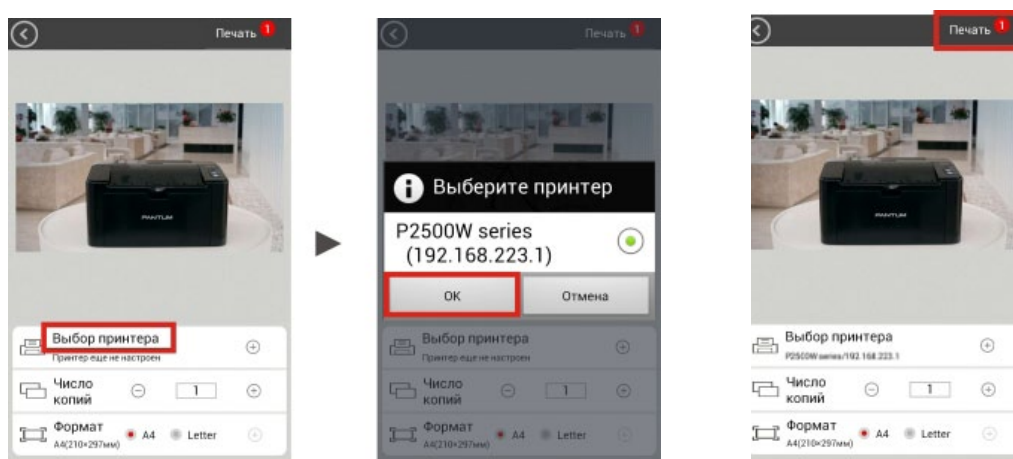 Печать 1
PANTUM
Выбор принтера
Принтер еще не настроен
Число
копий
1
Формат
A4(210×297мм)
A4
Letter
Печать 1
Выберите принтер
P2500W series
(192.168.223.1)
ОК
Отмена
Выбор принтера
Принтер еще не настроен
Число
копий
1
Формат
A4(210×297мм)
A4
Letter
Печать 1
PANTUM
Выбор принтера
P2500W series/192.168.223.1
Число
копий
1
Формат
A4(210×297мм)
A4
Letter